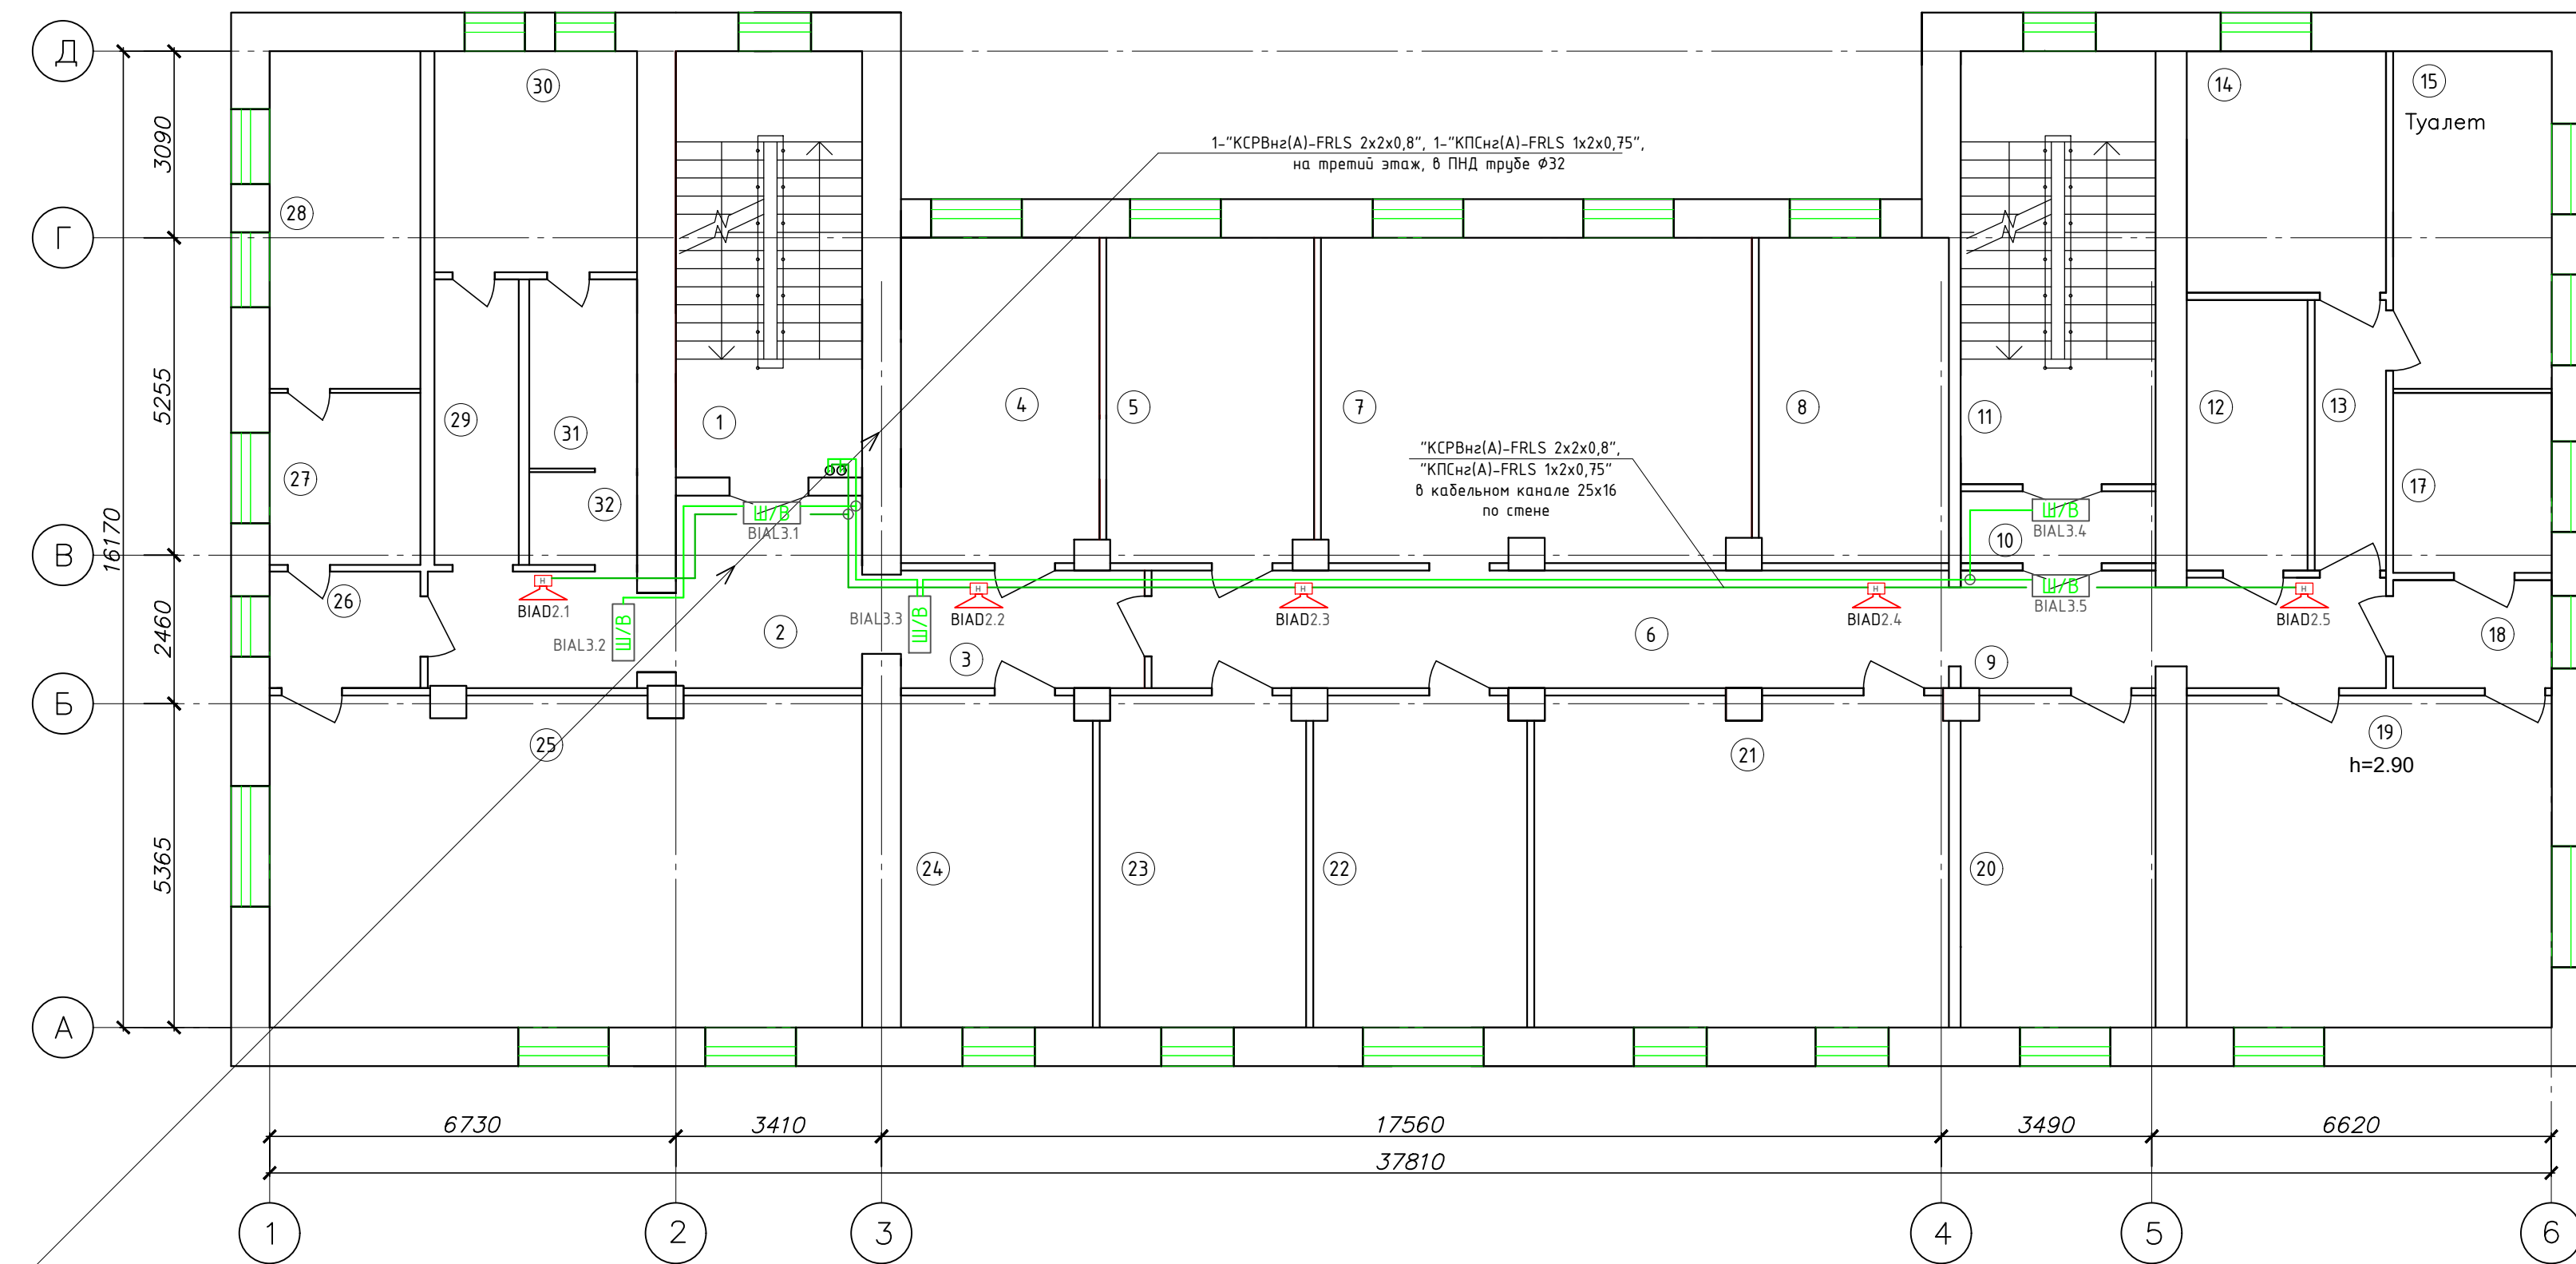 Д
30
14
15
Туалет
3090
1-"КСРВнг(А)-FRLS 2х2х0,8", 1-"КПСнг(А)-FRLS 1х2х0,75",
на третий этаж, в ПНД трубе Ø32
28
Г
5255
29
31
1
4
5
7
8
11
12
13
"КСРВнг(А)-FRLS 2х2х0,8",
"КПСнг(А)-FRLS 1х2х0,75"
в кабельном канале 25х16
по стене
27
32
17
16170
Ш/В
BIAL3.1
Ш/В
BIAL3.4
10
В
26
Н
BIAD2.1
BIAL3.2
Ш/В
2
BIAL3.3
Ш/В
Н
BIAD2.2
3
Н
BIAD2.3
6
Н
BIAD2.4
Ш/В
BIAL3.5
9
Н
BIAD2.5
18
2460
Б
25
21
19
h=2.90
5365
24
23
22
20
А
6730
3410
17560
3490
6620
37810
1
2
3
4
5
6